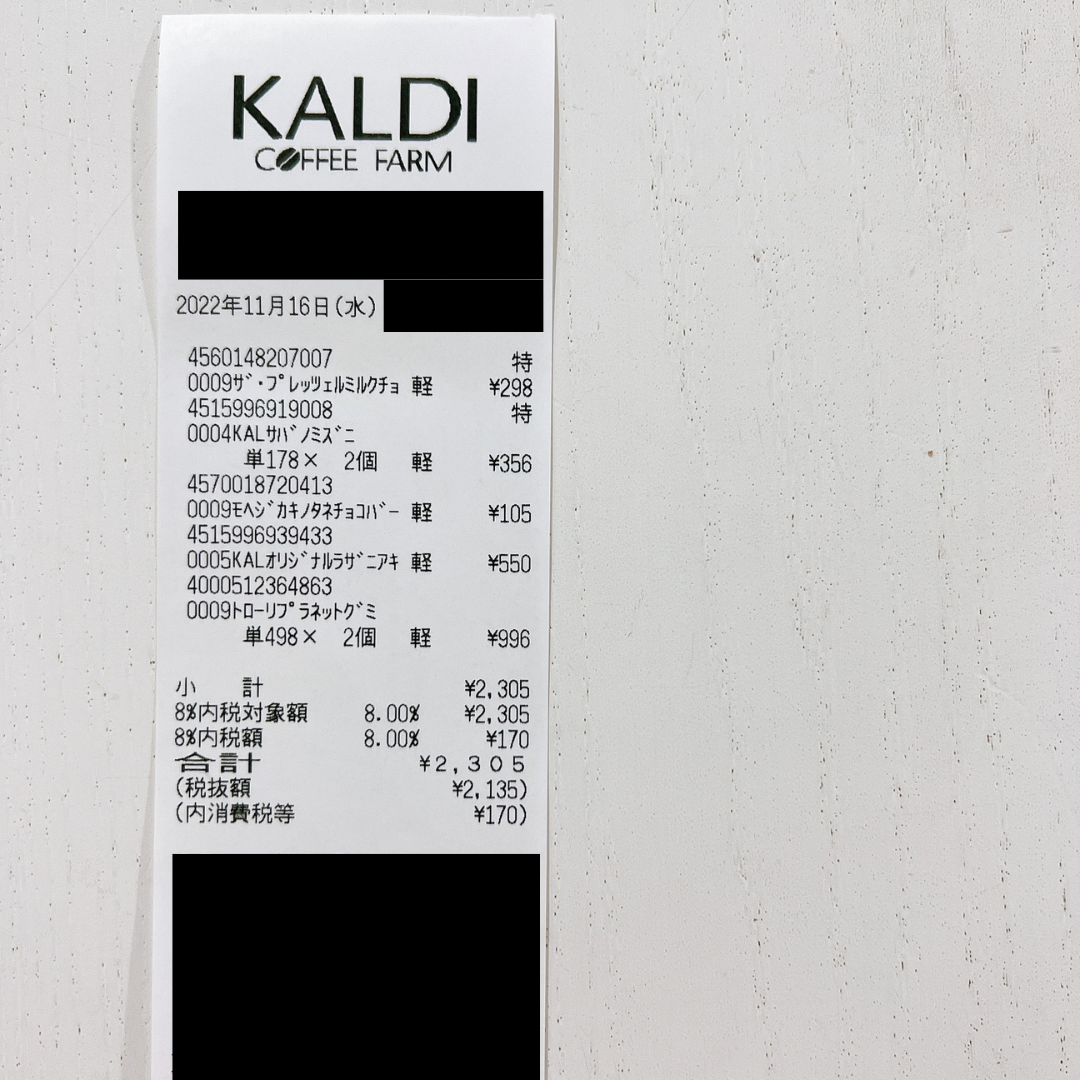 KALDI
COFFEE FARM
2022年11月16日(水)
4560148207007 特
0009ザ・プレッツェルミルクチョ 軽 ¥298
4515996919008 特
0004KALサバノミズニ
単178× 2個 軽 ¥356
4570018720413
0009モヘジカキノタネチョコバー 軽 ¥105
4515996939433
0005KALオリジナルラザニアキ 軽 ¥550
4000512364863
0009トローリプラネットグミ
単498× 2個 軽 ¥996
小 計 ¥2,305
8%内税対象額 8.00% ¥2,305
8%内税額 8.00% ¥170
合計 ¥2,305
(税抜額 ¥2,135)
(内消費税等 ¥170)